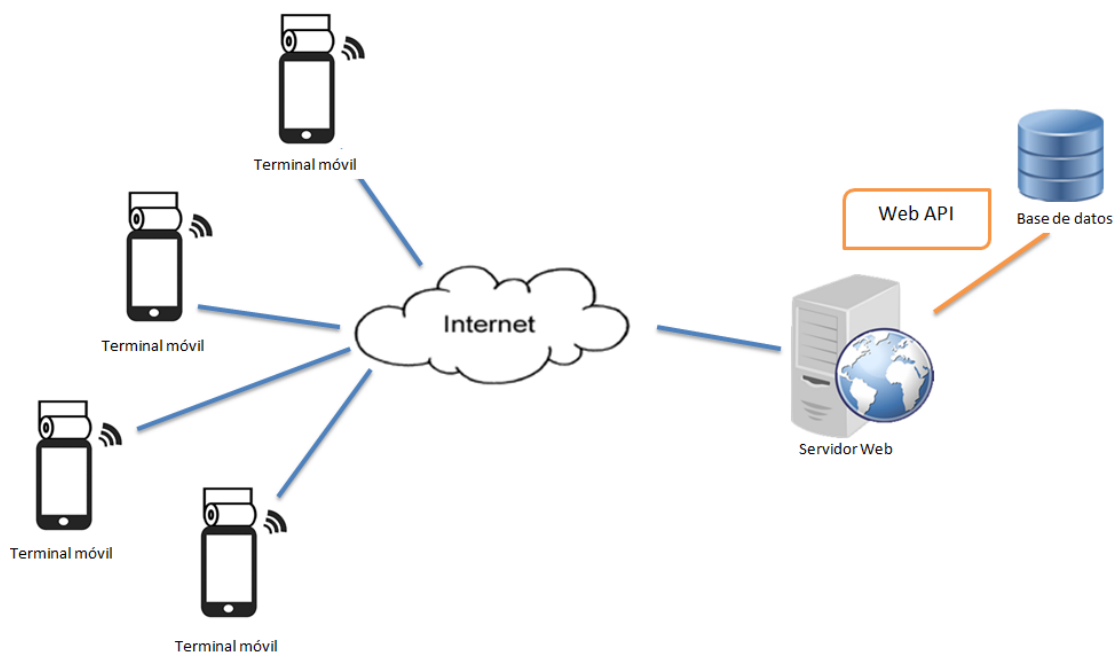 Terminal móvil
Web API
Base de datos
Internet
Terminal móvil
Servidor Web
Terminal móvil
Terminal móvil